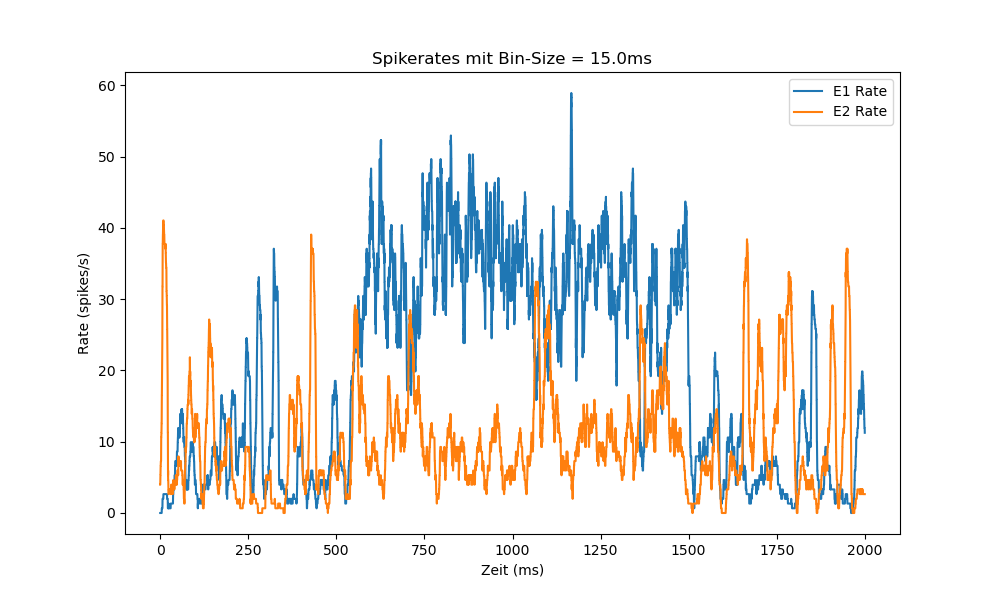 Spikerates mit Bin-Size = 15.0ms
E1 Rate
E2 Rate
60
50
40
30
20
10
0
Rate (spikes/s)
0 250 500 750 1000 1250 1500 1750 2000
Zeit (ms)